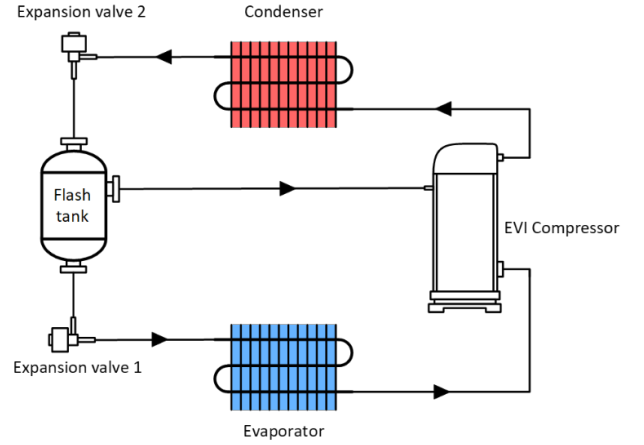 Expansion valve 2
Condenser
Flash
tank
EVI Compressor
Expansion valve 1
Evaporator